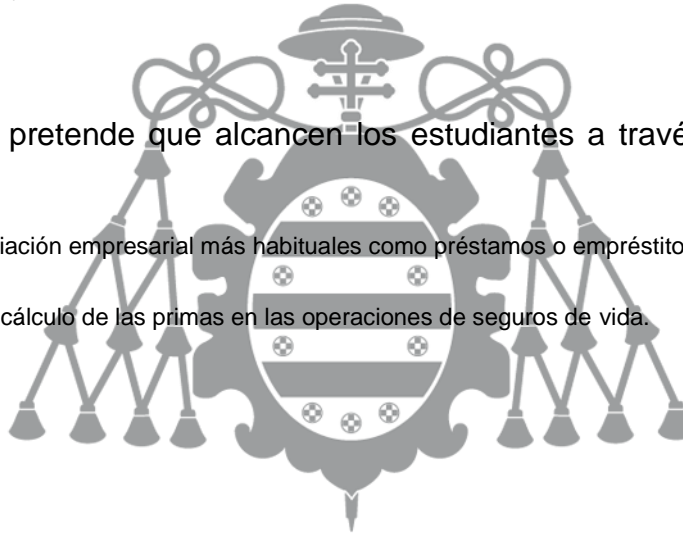 pretende que alcancen los estudiantes a travé
iación empresarial más habituales como préstamos o empréstito
cálculo de las primas en las operaciones de seguros de vida.